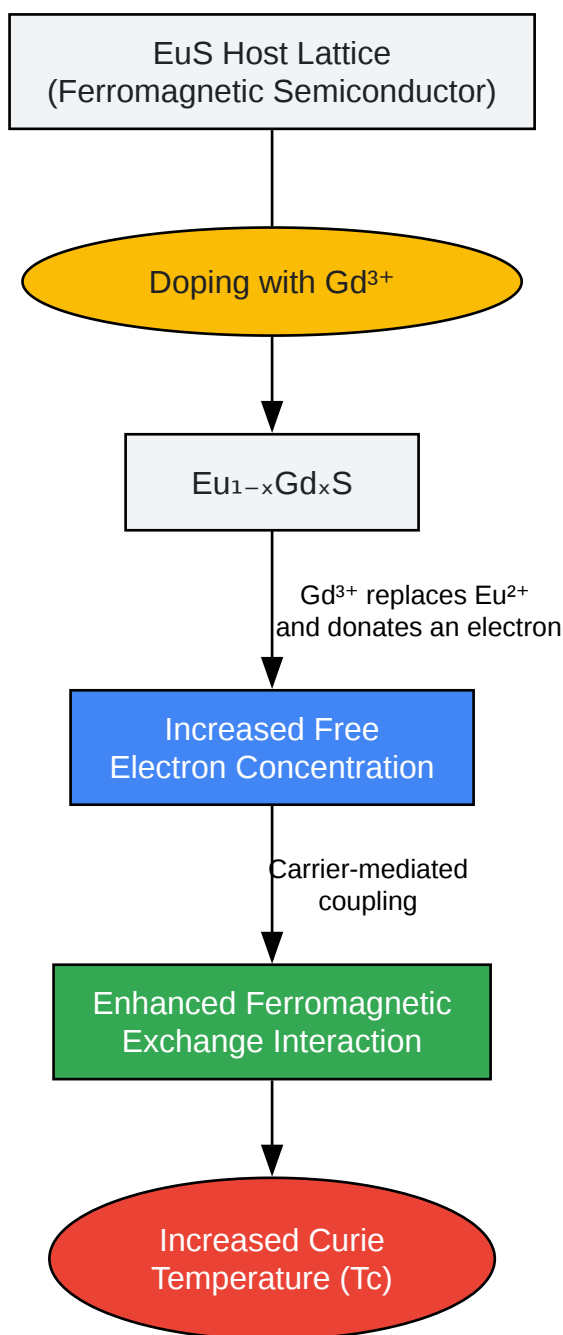 EuS Host Lattice
(Ferromagnetic Semiconductor)
Doping with Gd³⁺
Eu₁₋ₓGdₓS
Gd³⁺ replaces Eu²⁺
and donates an electron
Increased Free
Electron Concentration
Carrier-mediated
coupling
Enhanced Ferromagnetic
Exchange Interaction
Increased Curie
Temperature (Tc)